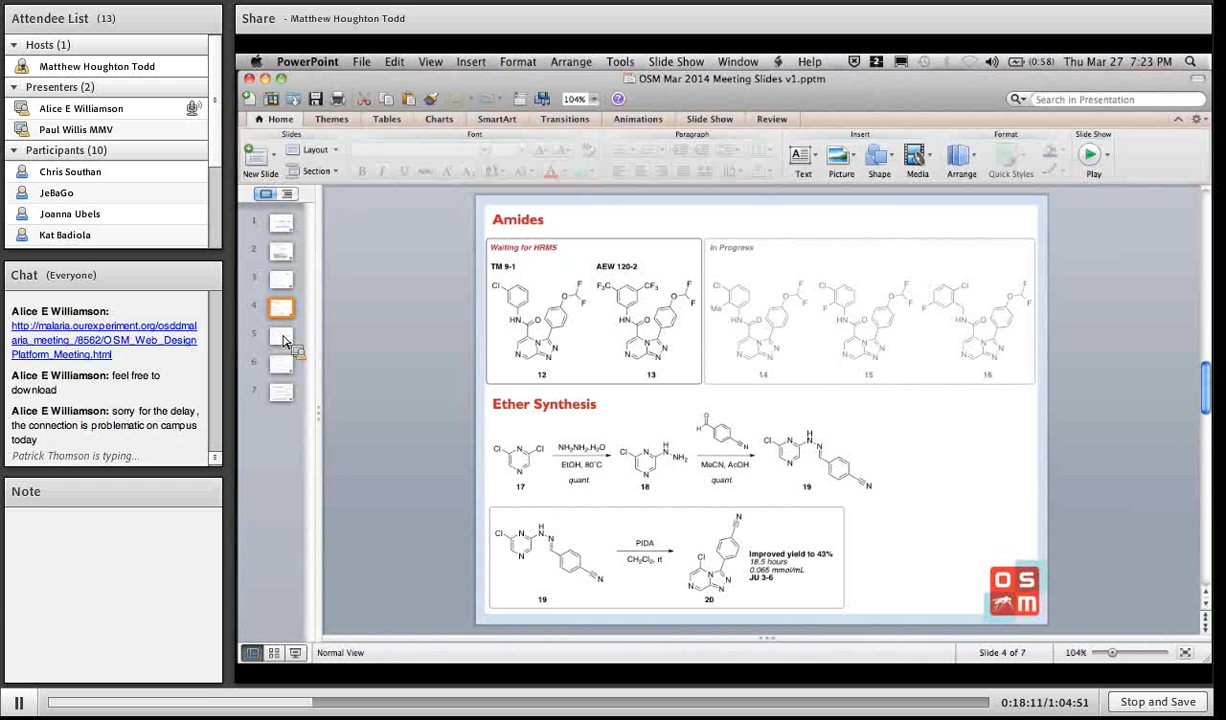 Attendee List (13)
Hosts (1)
Matthew Houghton Todd
Presenters (2)
Alice E Williamson
Paul Willis MMV
Participants (10)
Chris Southan
JeBaGo
Joanna Ubels
Kat Badiola
Chat (Everyone)
Alice E Williamson:
http://malaria.ourexperiment.org/osddmal
aria_meeting_/8562/OSM_Web_Design
Platform_Meeting.html
Alice E Williamson: feel free to
download
Alice E Williamson: sorry for the delay,
the connection is problematic on campus
today
Patrick Thomson is typing...
Note
Share - Matthew Houghton Todd
PowerPoint File Edit View Insert Format Arrange Tools Slide Show Window Help 2 (0:58) Thu Mar 27 7:23 PM
OSM Mar 2014 Meeting Slides v1.pptm
104% Search in Presentation
Home Themes Tables Charts SmartArt Transitions Animations Slide Show Review
Slides Font Paragraph Insert Format Slide Show
Layout
New Slide Section
B I U
Text Picture Shape Media Arrange Quick Styles Play
1
2
3
4
5
6
7
Amides
Waiting for HRMS
TM 9-1 AEW 120-2
12 13
In Progress
14 15 16
Ether Synthesis
NH2NH2.H2O
EtOH, 80˚C
quant.
MeCN, AcOH
quant
17 18 19
PIDA
CH2Cl2, rt
Improved yield to 43%
18.5 hours
0.065 mmol/mL
JU 3-6
19 20
O S
M
Normal View Slide 4 of 7 104%
0:18:11/1:04:51 Stop and Save